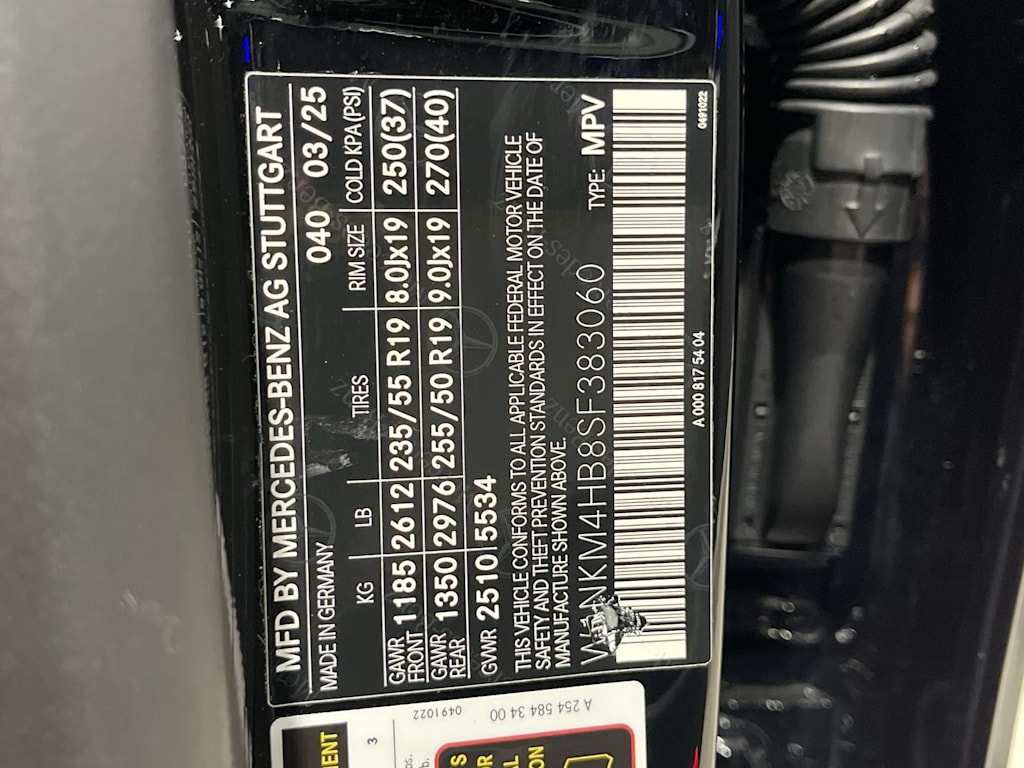 MFD BY MERCEDES-BENZ AG STUTTGART
MADE IN GERMANY 040 03/25
KG LB TIRES RIM SIZE COLD KPA(PSI)
GAWR FRONT 1185 2612 235/55 R19 8.0Jx19 250(37)
GAWR REAR 1350 2976 255/50 R19 9.0Jx19 270(40)
GVWR 2510 5534
THIS VEHICLE CONFORMS TO ALL APPLICABLE FEDERAL MOTOR VEHICLE
SAFETY AND THEFT PREVENTION STANDARDS IN EFFECT ON THE DATE OF
MANUFACTURE SHOWN ABOVE.
W1NKM4HB8SF383060 TYPE: MPV
A 000 817 54 04 0491022
A 254 584 34 00
0491022
3